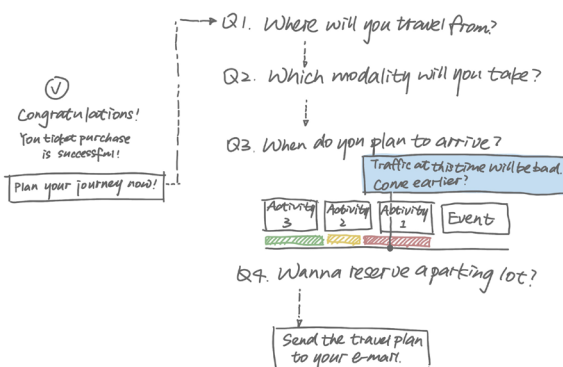 Congratulations!
You ticket purchase
is successful!
Plan your journey now!
Q1. Where will you travel from?
Q2. Which modality will you take?
Q3. When do you plan to arrive?
Traffic at this time will be bad.
Come earlier?
Activity
3
Activity
2
Activity
1
Event
Q4. Wanna reserve a parking lot?
Send the travel plan
to your e-mail.